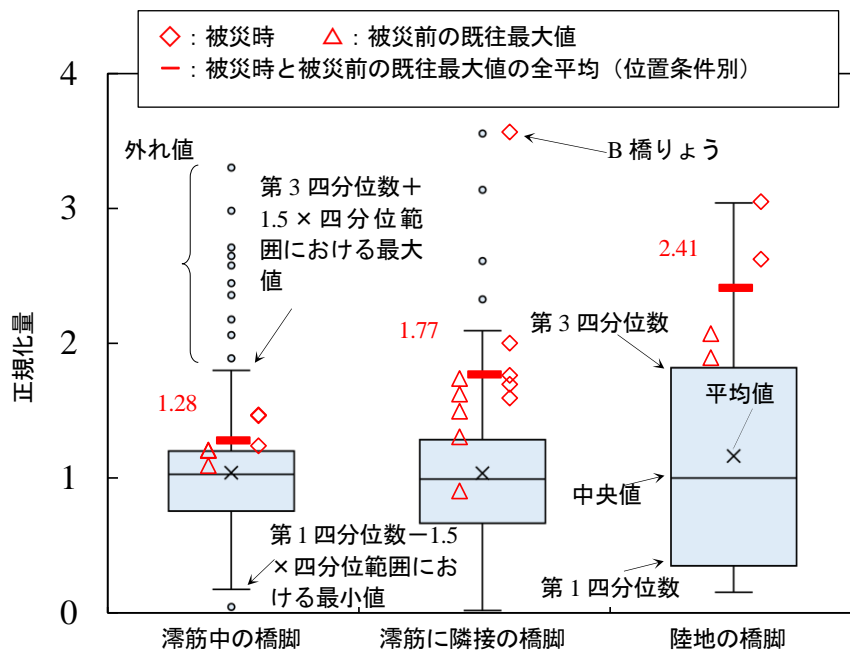 ◇：被災時　△：被災前の既往最大値
━：被災時と被災前の既往最大値の全平均（位置条件別）
4
3
2
1
0
正規化量
外れ値
第3四分位数＋
1.5×四分位範
囲における最大
値
1.28
第1四分位数－1.5
×四分位範囲にお
ける最小値
B橋りょう
1.77
2.41
第3四分位数
平均値
中央値
第1四分位数
澪筋中の橋脚
澪筋に隣接の橋脚
陸地の橋脚